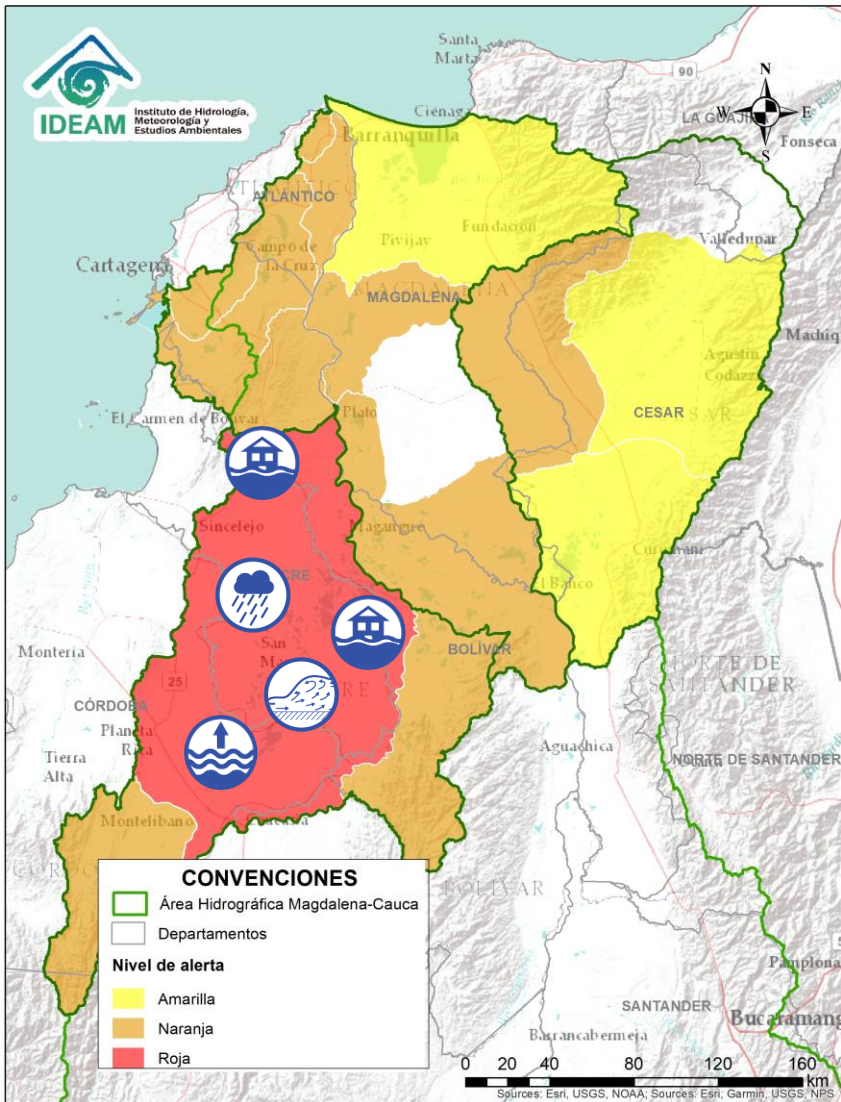 IDEAM
Instituto de Hidrología,
Meteorología y
Estudios Ambientales
Santa
Marta
90
N
W
E
S
LA GUAJI
Fonseca
Ciénaga
Barranquilla
ATLÁNTICO
Fundación
Pivijay
Valledupar
Campo de
la Cruz
Cartagena
MAGDALENA
Agustín
Codazzi
El Carmen de Bolívar
Plato
CESAR
Sincelejo
Magangué
El Banco
San
BOLÍVAR
Montería
25
CÓRDOBA
Planeta
Rica
Tierra
Alta
NORTE DE
SANTANDER
Aguachica
NORTE DE SANTANDER
Montelíbano
Caucasia
BOLÍVAR
CONVENCIONES
Área Hidrográfica Magdalena-Cauca
Departamentos
Nivel de alerta
Amarilla
Naranja
Roja
Pamplona
SANTANDER
Bucaramang
Barrancabermeja
0 20 40 80 120 160
km
Sources: Esri, USGS, NOAA; Sources: Esri, Garmin, USGS, NPS